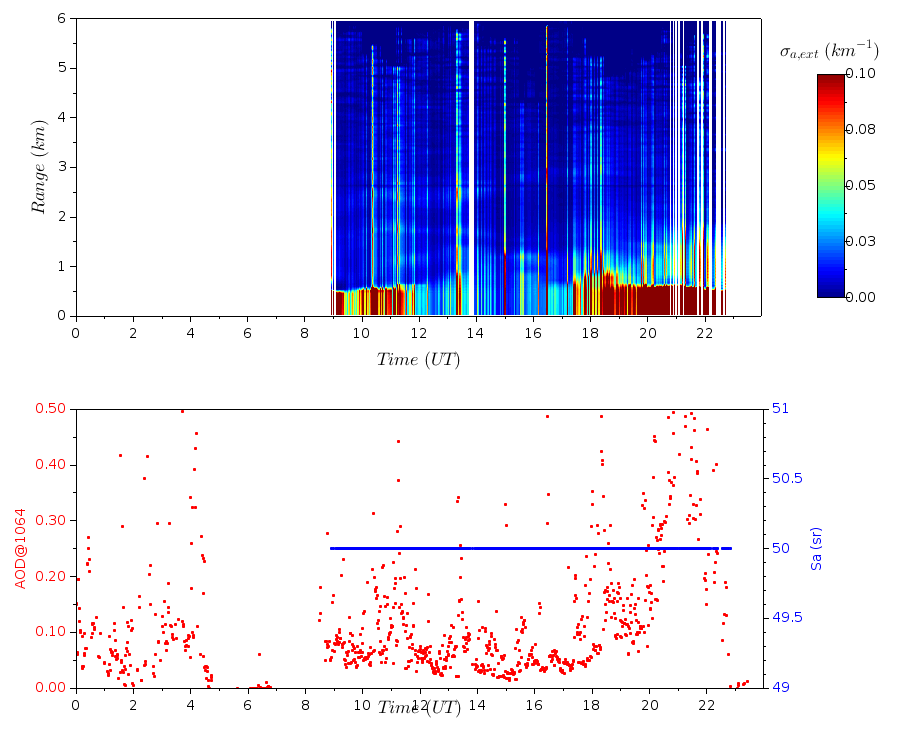 6
5
4
3
2
1
0
Range (km)
0 2 4 6 8 10 12 14 16 18 20 22
Time (UT)
σa,ext (km−1)
0.10
0.08
0.05
0.03
0.00
0.50
0.40
0.30
0.20
0.10
0.00
AOD@1064
51
50.5
50
49.5
49
Sa (sr)
0 2 4 6 8 10 12 14 16 18 20 22
Time (UT)